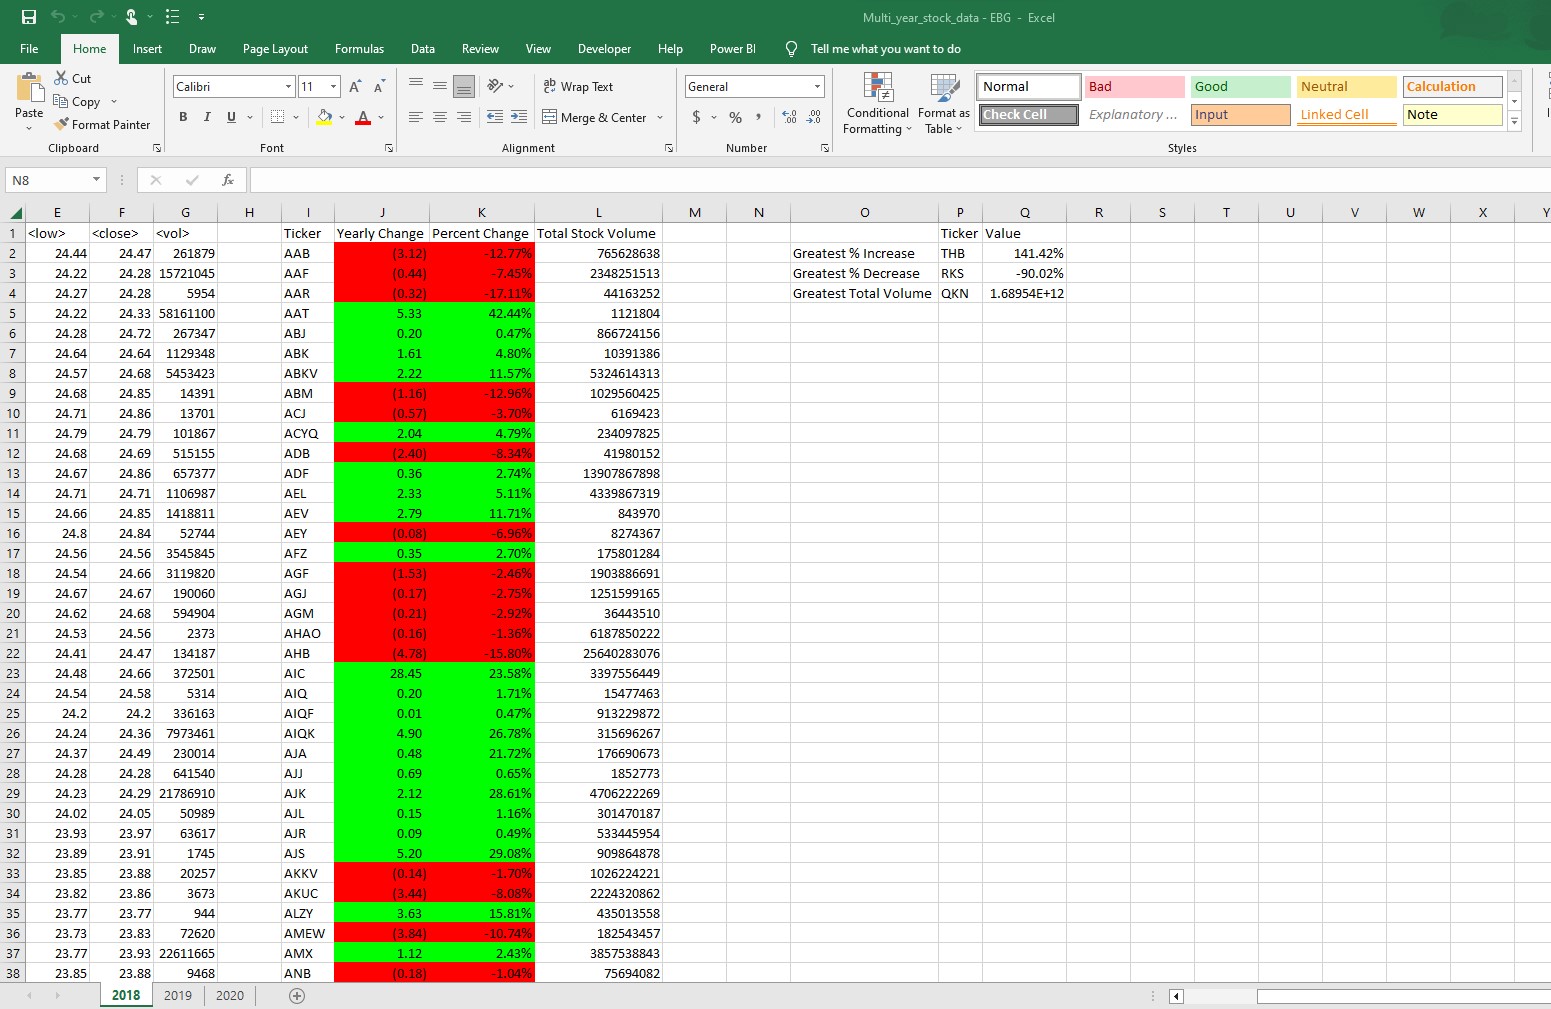 Multi_year_stock_data - EBG - Excel
File Home Insert Draw Page Layout Formulas Data Review View Developer Help Power BI Tell me what you want to do
Paste
Cut
Copy
Format Painter
Clipboard
Calibri 11
B I U A
Font
Wrap Text
Merge & Center
Alignment
General
$ % ,
Number
Conditional Formatting
Format as Table
Normal Bad Good Neutral Calculation
Check Cell Explanatory ... Input Linked Cell Note
Styles
N8 fx
E F G H I J K L M N O P Q R S T U V W X Y
1 <low> <close> <vol> Ticker Yearly Change Percent Change Total Stock Volume Ticker Value
2 24.44 24.47 261879 AAB (3.12) -12.77% 765628638 Greatest % Increase THB 141.42%
3 24.22 24.28 15721045 AAF (0.44) -7.45% 2348251513 Greatest % Decrease RKS -90.02%
4 24.27 24.28 5954 AAR (0.32) -17.11% 44163252 Greatest Total Volume QKN 1.68954E+12
5 24.22 24.33 58161100 AAT 5.33 42.44% 1121804
6 24.28 24.72 267347 ABJ 0.20 0.47% 866724156
7 24.64 24.64 1129348 ABK 1.61 4.80% 10391386
8 24.57 24.68 5453423 ABKV 2.22 11.57% 5324614313
9 24.68 24.85 14391 ABM (1.16) -12.96% 1029560425
10 24.71 24.86 13701 ACJ (0.57) -3.70% 6169423
11 24.79 24.79 101867 ACYQ 2.04 4.79% 234097825
12 24.68 24.69 515155 ADB (2.40) -8.34% 41980152
13 24.67 24.86 657377 ADF 0.36 2.74% 13907867898
14 24.71 24.71 1106987 AEL 2.33 5.11% 4339867319
15 24.66 24.85 1418811 AEV 2.79 11.71% 843970
16 24.8 24.84 52744 AEY (0.08) -6.96% 8274367
17 24.56 24.56 3545845 AFZ 0.35 2.70% 175801284
18 24.54 24.66 3119820 AGF (1.53) -2.46% 1903886691
19 24.67 24.67 190060 AGJ (0.17) -2.75% 1251599165
20 24.62 24.68 594904 AGM (0.21) -2.92% 36443510
21 24.53 24.56 2373 AHAO (0.16) -1.36% 6187850222
22 24.41 24.47 134187 AHB (4.78) -15.80% 25640283076
23 24.48 24.66 372501 AIC 28.45 23.58% 3397556449
24 24.54 24.58 5314 AIQ 0.20 1.71% 15477463
25 24.2 24.2 336163 AIQF 0.01 0.47% 913229872
26 24.24 24.36 7973461 AIQK 4.90 26.78% 315696267
27 24.37 24.49 230014 AJA 0.48 21.72% 176690673
28 24.28 24.28 641540 AJJ 0.69 0.65% 1852773
29 24.23 24.29 21786910 AJK 2.12 28.61% 4706222269
30 24.02 24.05 50989 AJL 0.15 1.16% 301470187
31 23.93 23.97 63617 AJR 0.09 0.49% 533445954
32 23.89 23.91 1745 AJS 5.20 29.08% 909864878
33 23.85 23.88 20257 AKKV (0.14) -1.70% 1026224221
34 23.82 23.86 3673 AKUC (3.44) -8.08% 2224320862
35 23.77 23.77 944 ALZY 3.63 15.81% 435013558
36 23.73 23.83 72620 AMEW (3.84) -10.74% 182543457
37 23.77 23.93 22611665 AMX 1.12 2.43% 3857538843
38 23.85 23.88 9468 ANB (0.18) -1.04% 75694082
2018 2019 2020